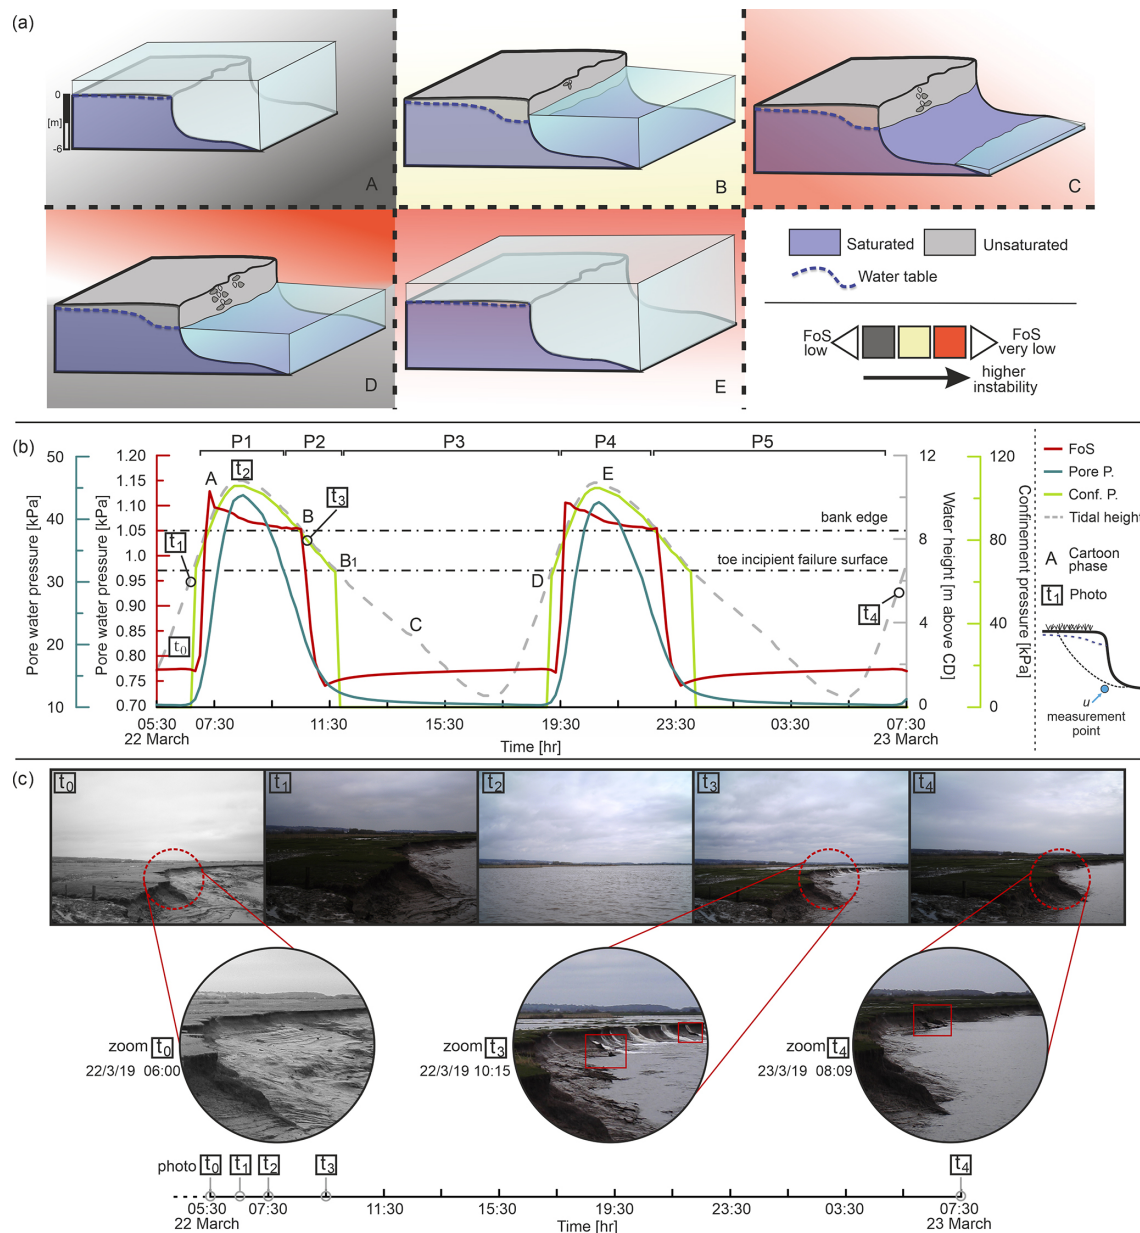 (a)
0
[m]
-6
A
B
C
D
E
Saturated
Unsaturated
Water table
FoS low
FoS very low
higher instability
(b)
P1
P2
P3
P4
P5
50
40
30
20
10
Pore water pressure [kPa]
1.20
1.15
1.10
1.05
1.0
0.95
0.90
0.85
0.80
0.75
0.70
Pore water pressure [kPa]
A
t2
B
t3
E
bank edge
t1
B1
toe incipient failure surface
D
t4
t0
C
12
10
8
6
4
2
0
Water height [m above CD]
120
100
80
60
40
20
0
Confinement pressure [kPa]
05:30
22 March
07:30
11:30
15:30
19:30
23:30
03:30
07:30
23 March
Time [hr]
FoS
Pore P.
Conf. P.
Tidal height
A
Cartoon phase
t1
Photo
u
measurement point
(c)
t0
t1
t2
t3
t4
zoom t0
22/3/19 06:00
zoom t3
22/3/19 10:15
zoom t4
23/3/19 08:09
photo t0
t1
t2
t3
t4
05:30
22 March
07:30
11:30
15:30
19:30
23:30
03:30
07:30
23 March
Time [hr]